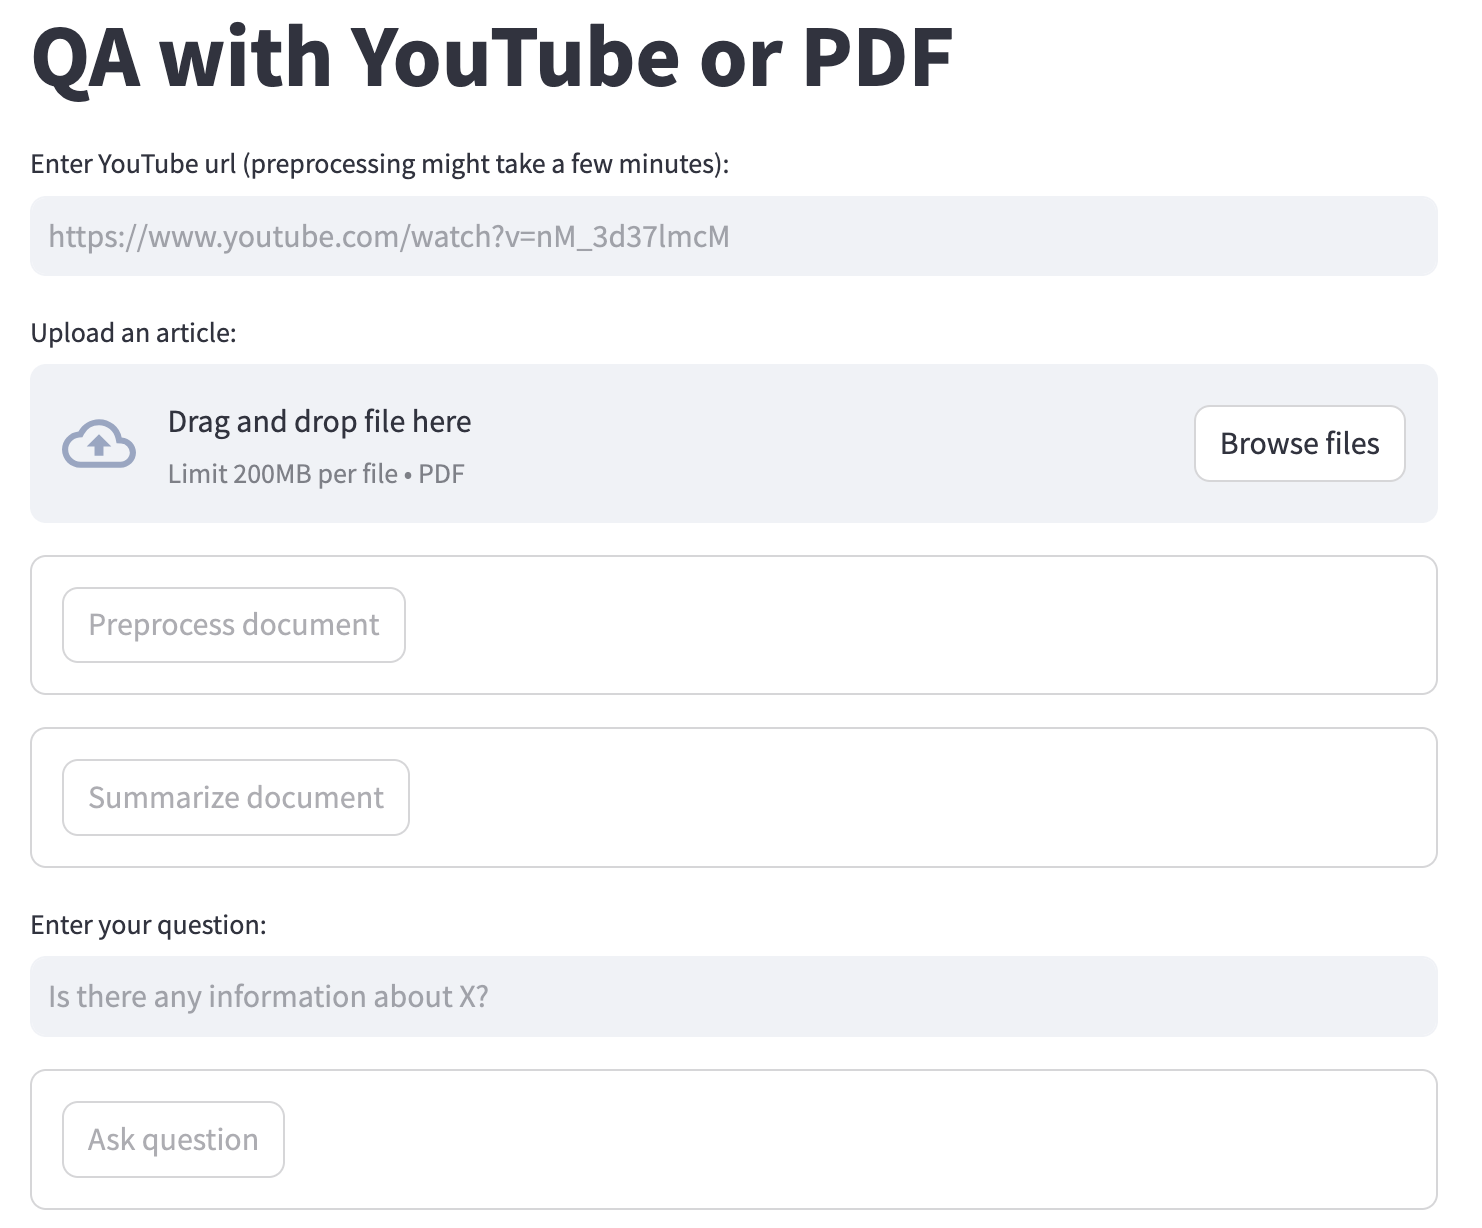 QA with YouTube or PDF
Enter YouTube url (preprocessing might take a few minutes):
https://www.youtube.com/watch?v=nM_3d37lmcM
Upload an article:
Drag and drop file here
Limit 200MB per file • PDF
Browse files
Preprocess document
Summarize document
Enter your question:
Is there any information about X?
Ask question